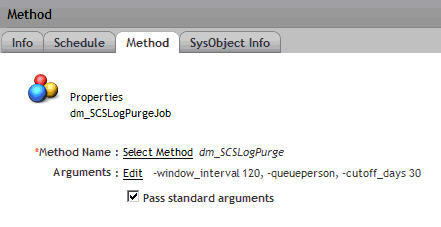 Method
Info Schedule Method SysObject Info
Properties
dm_SCSLogPurgeJob
*Method Name : Select Method dm_SCSLogPurge
Arguments : Edit -window_interval 120, -queueperson, -cutoff_days 30
Pass standard arguments